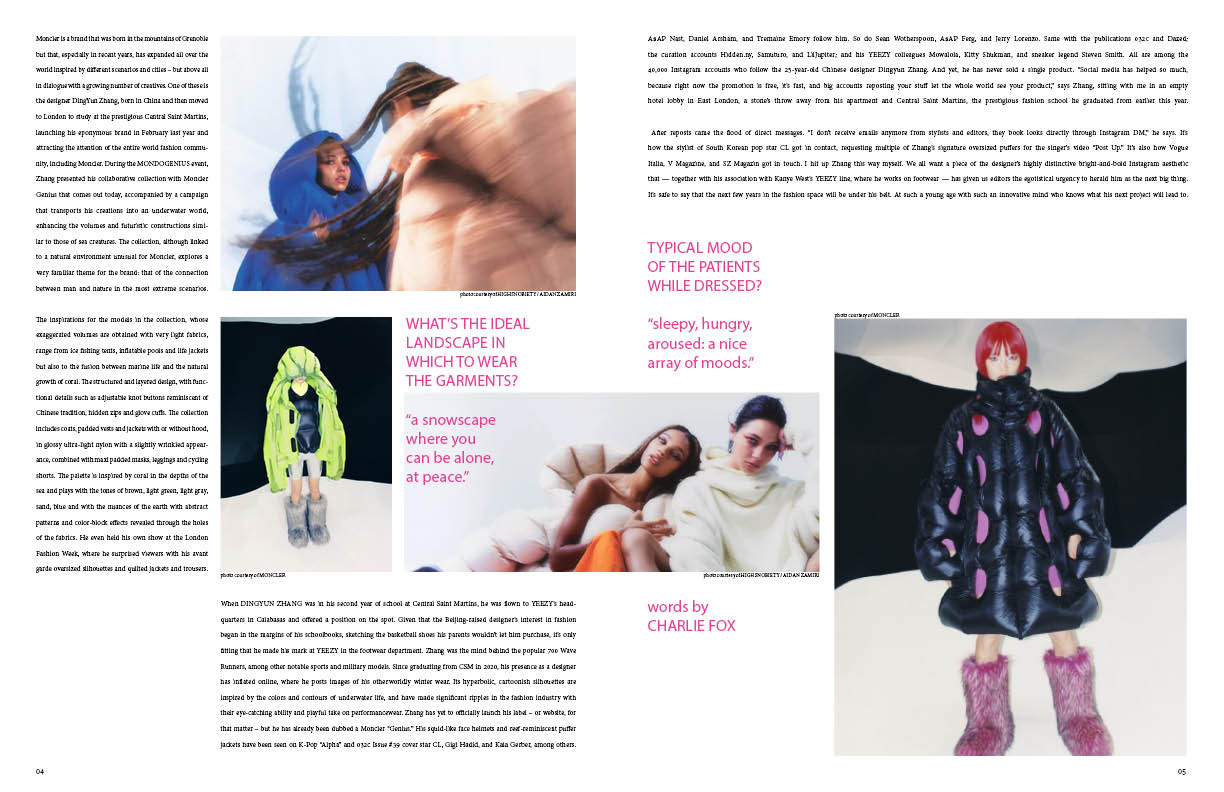 Moncler is a brand that was born in the mountains of Grenoble
but that, especially in recent years, has expanded all over the
world inspired by different scenarios and cities – but above all
in dialogue with a growing number of creatives. One of these is
the designer DingYun Zhang, born in China and then moved
to London to study at the prestigious Central Saint Martins,
launching his eponymous brand in February last year and
attracting the attention of the entire world fashion commu-
nity, including Moncler. During the MONDOGENIUS event,
Zhang presented his collaborative collection with Moncler
Genius that comes out today, accompanied by a campaign
that transports his creations into an underwater world,
enhancing the volumes and futuristic constructions simi-
lar to those of sea creatures. The collection, although linked
to a natural environment unusual for Moncler, explores a
very familiar theme for the brand: that of the connection
between man and nature in the most extreme scenarios.
The inspirations for the models in the collection, whose
exaggerated volumes are obtained with very light fabrics,
range from ice fishing tents, inflatable pools and life jackets
but also to the fusion between marine life and the natural
growth of coral. The structured and layered design, with func-
tional details such as adjustable knot buttons reminiscent of
Chinese tradition, hidden zips and glove cuffs. The collection
includes coats, padded vests and jackets with or without hood,
in glossy ultra-light nylon with a slightly wrinkled appear-
ance, combined with maxi padded masks, leggings and cycling
shorts. The palette is inspired by coral in the depths of the
sea and plays with the tones of brown, light green, light gray,
sand, blue and with the nuances of the earth with abstract
patterns and color-block effects revealed through the holes
of the fabrics. He even held his own show at the London
Fashion Week, where he surprised viewers with his avant
garde oversized silhouettes and quilted jackets and trousers.
photo courtesy of HIGHSNOBIETY / AIDAN ZAMIRI
photo courtesy of MONCLER
WHAT'S THE IDEAL
LANDSCAPE IN
WHICH TO WEAR
THE GARMENTS?
“a snowscape
where you
can be alone,
at peace.”
photo courtesy of HIGHSNOBIETY / AIDAN ZAMIRI
When DINGYUN ZHANG was in his second year of school at Central Saint Martins, he was flown to YEEZY's head-
quarters in Calabasas and offered a position on the spot. Given that the Beijing-raised designer's interest in fashion
began in the margins of his schoolbooks, sketching the basketball shoes his parents wouldn't let him purchase, it's only
fitting that he made his mark at YEEZY in the footwear department. Zhang was the mind behind the popular 700 Wave
Runners, among other notable sports and military models. Since graduating from CSM in 2020, his presence as a designer
has inflated online, where he posts images of his otherworldly winter wear. Its hyperbolic, cartoonish silhouettes are
inspired by the colors and contours of underwater life, and have made significant ripples in the fashion industry with
their eye-catching ability and playful take on performancewear. Zhang has yet to officially launch his label – or website, for
that matter – but he has already been dubbed a Moncler “Genius.” His squid-like face helmets and reef-reminiscent puffer
jackets have been seen on K-Pop “Alpha” and 032c Issue #39 cover star CL, Gigi Hadid, and Kaia Gerber, among others.
04
A$AP Nast, Daniel Arsham, and Tremaine Emory follow him. So do Sean Wotherspoon, A$AP Ferg, and Jerry Lorenzo. Same with the publications 032c and Dazed;
the curation accounts Hidden.ny, Samutaro, and LilJupiter; and his YEEZY colleagues Mowalola, Kitty Shukman, and sneaker legend Steven Smith. All are among the
40,000 Instagram accounts who follow the 25-year-old Chinese designer Dingyun Zhang. And yet, he has never sold a single product. “Social media has helped so much,
because right now the promotion is free, it's fast, and big accounts reposting your stuff let the whole world see your product,” says Zhang, sitting with me in an empty
hotel lobby in East London, a stone's throw away from his apartment and Central Saint Martins, the prestigious fashion school he graduated from earlier this year.
After reposts came the flood of direct messages. “I don't receive emails anymore from stylists and editors, they book looks directly through Instagram DM,” he says. It's
how the stylist of South Korean pop star CL got in contact, requesting multiple of Zhang's signature oversized puffers for the singer's video “Post Up.” It's also how Vogue
Italia, V Magazine, and SZ Magazin got in touch. I hit up Zhang this way myself. We all want a piece of the designer's highly distinctive bright-and-bold Instagram aesthetic
that — together with his association with Kanye West's YEEZY line, where he works on footwear — has given us editors the egotistical urgency to herald him as the next big thing.
It's safe to say that the next few years in the fashion space will be under his belt. At such a young age with such an innovative mind who knows what his next project will lead to.
TYPICAL MOOD
OF THE PATIENTS
WHILE DRESSED?
“sleepy, hungry,
aroused: a nice
array of moods.”
photo courtesy of MONCLER
words by
CHARLIE FOX
05